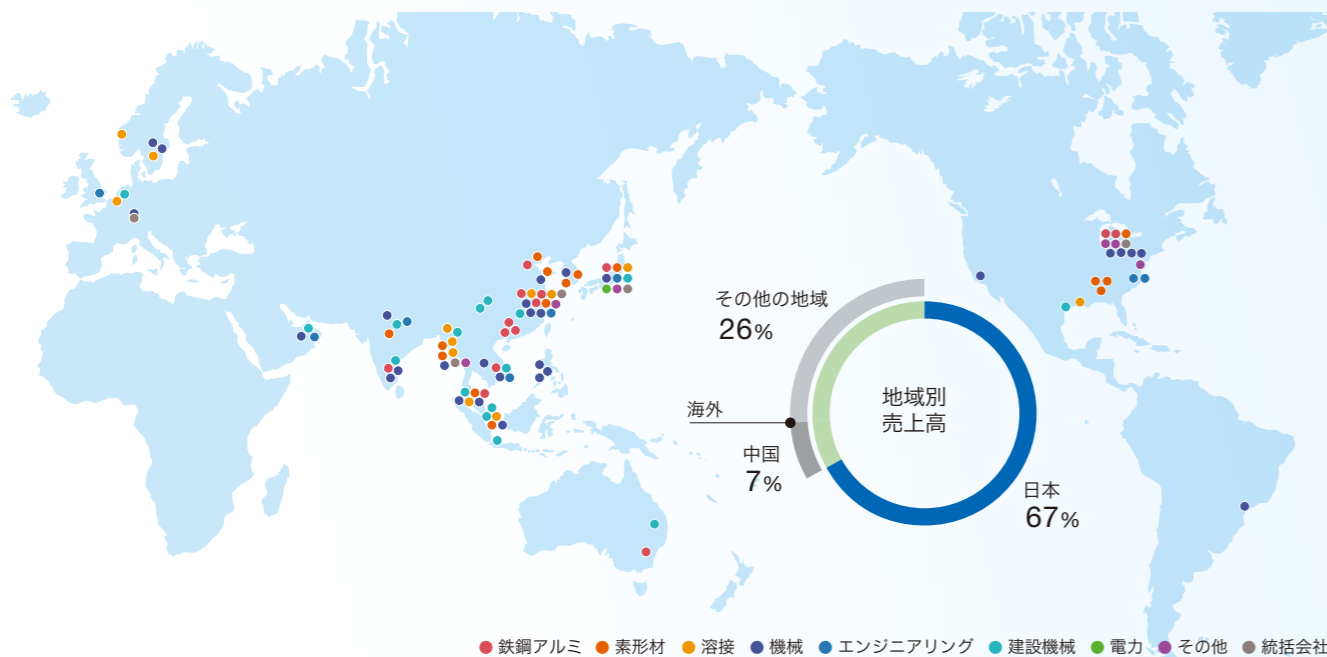 その他の地域
26%
地域別
売上高
海外
中国
7%
日本
67%
鉄鋼アルミ 素形材 溶接 機械 エンジニアリング 建設機械 電力 その他 統括会社